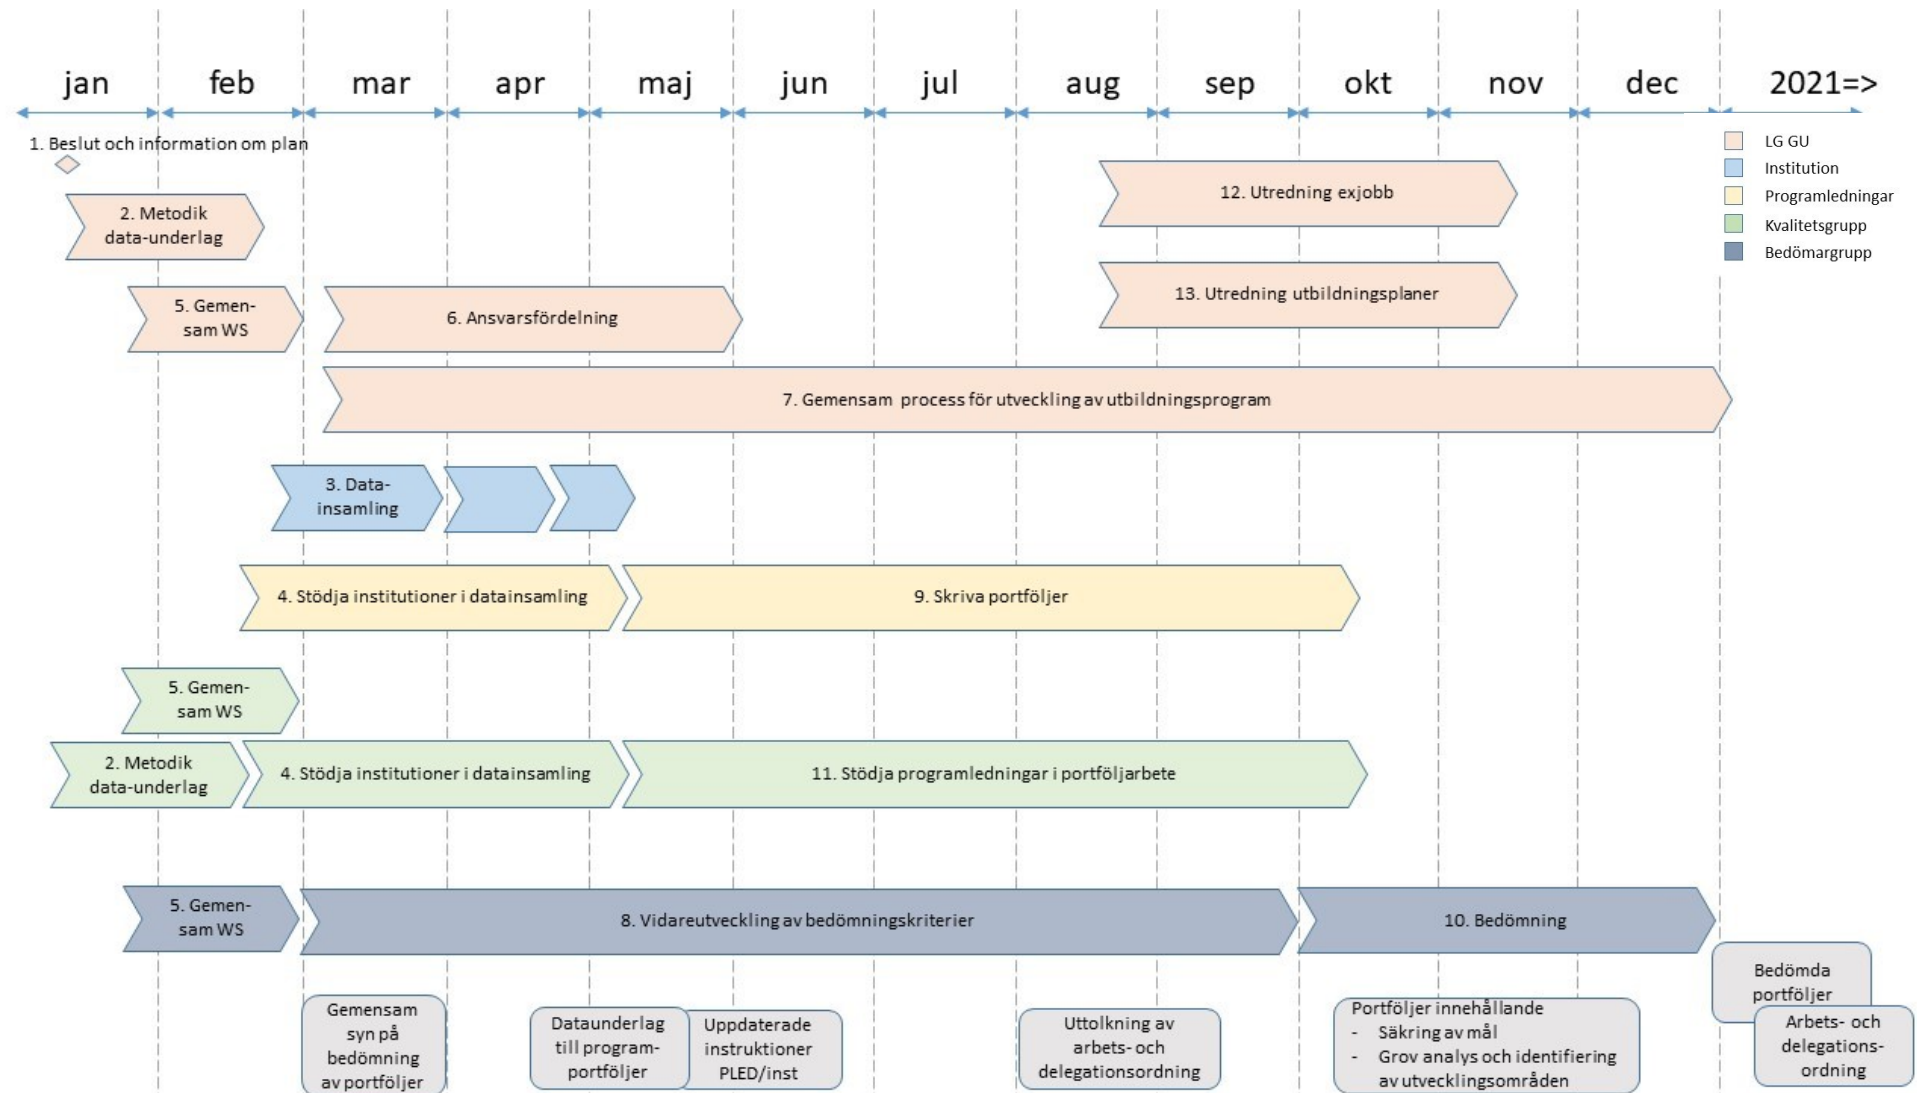 jan feb mar apr maj jun jul aug sep okt nov dec 2021=>
1. Beslut och information om plan
LG GU
Institution
Programledningar
Kvalitetsgrupp
Bedömargrupp
2. Metodik
data-underlag
12. Utredning exjobb
5. Gemen-
sam WS
6. Ansvarsfördelning
13. Utredning utbildningsplaner
7. Gemensam process för utveckling av utbildningsprogram
3. Data-
insamling
4. Stödja institutioner i datainsamling
9. Skriva portföljer
5. Gemen-
sam WS
2. Metodik
data-underlag
4. Stödja institutioner i datainsamling
11. Stödja programledningar i portföljarbete
5. Gemen-
sam WS
8. Vidareutveckling av bedömningskriterier
10. Bedömning
Gemensam
syn på
bedömning
av portföljer
Dataunderlag
till program-
portföljer
Uppdaterade
instruktioner
PLED/inst
Uttolkning av
arbets- och
delegationsordning
Portföljer innehållande
- Säkring av mål
- Grov analys och identifiering
av utvecklingsområden
Bedömda
portföljer
Arbets- och
delegations-
ordning